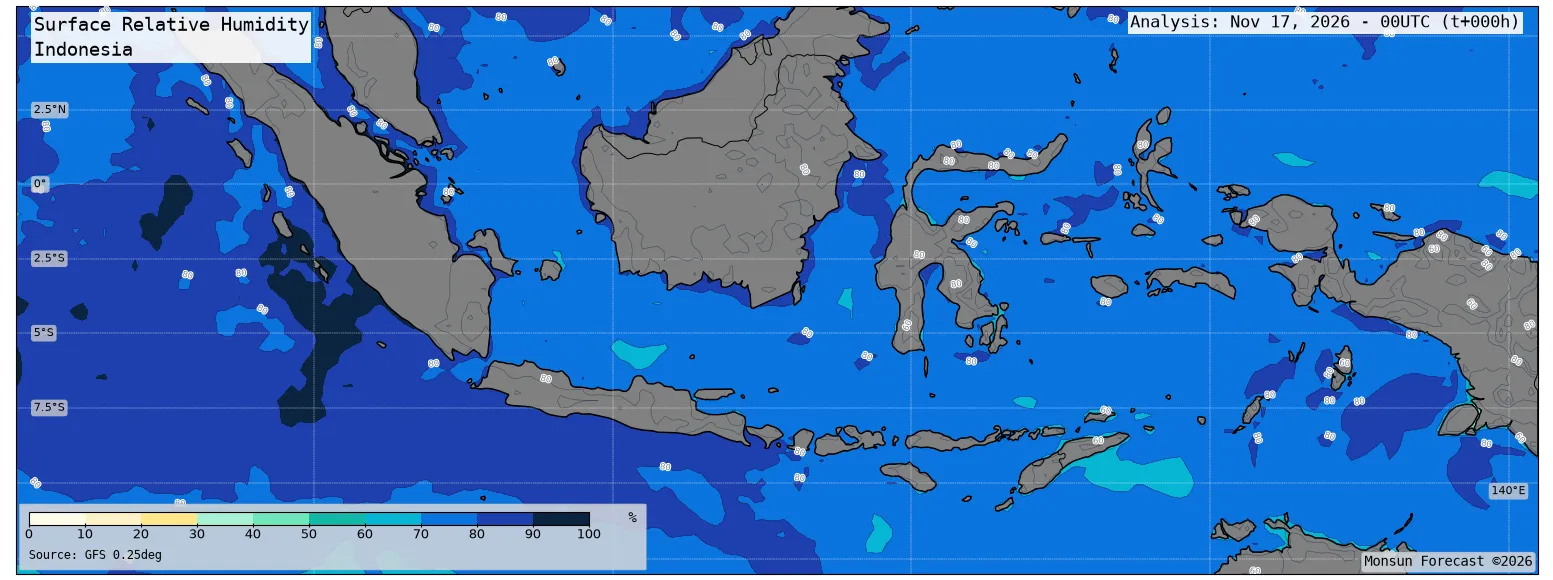 Surface Relative Humidity
Indonesia
Analysis: Nov 17, 2026 - 00UTC (t+000h)
2.5°N
0°
2.5°S
5°S
7.5°S
140°E
%
0 10 20 30 40 50 60 70 80 90 100
Source: GFS 0.25deg
Monsun Forecast ©2026